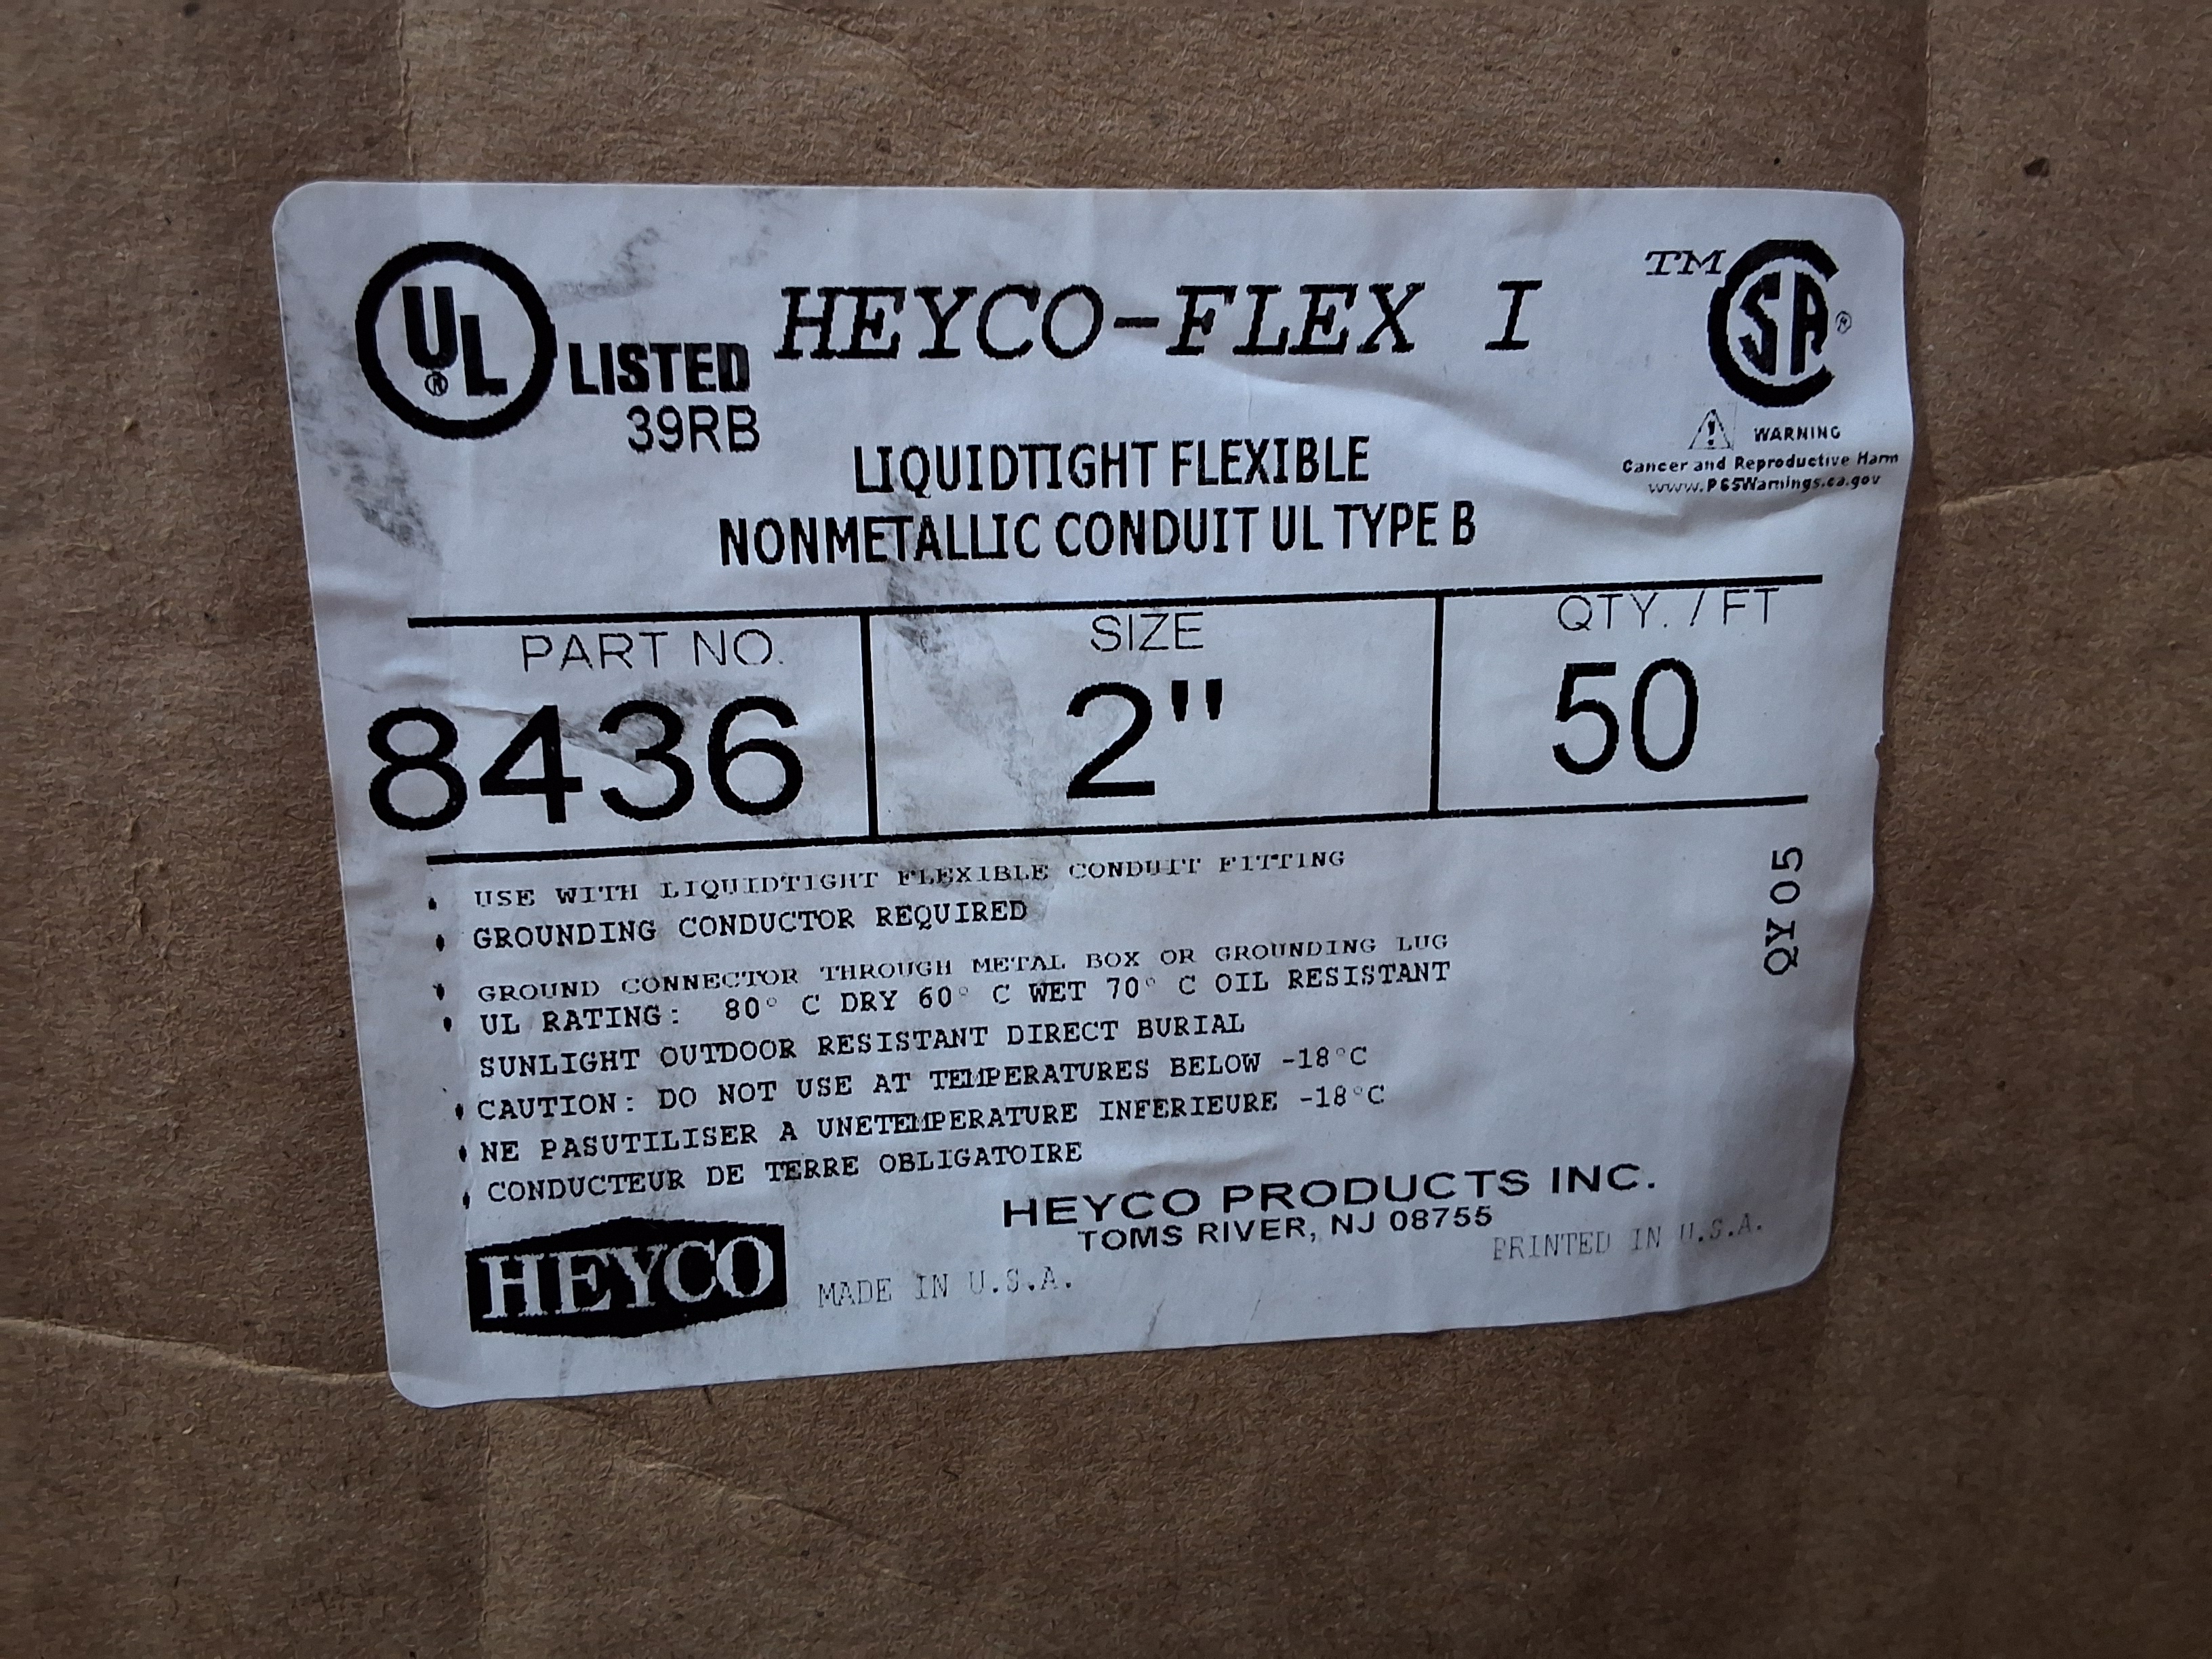 UL® LISTED
39RB
HEYCO-FLEX I
TM SA®
WARNING
Cancer and Reproductive Harm
www.P65Warnings.ca.gov
LIQUIDTIGHT FLEXIBLE
NONMETALLIC CONDUIT UL TYPE B
PART NO.
8436
SIZE
2"
QTY. / FT
50
• USE WITH LIQUIDTIGHT FLEXIBLE CONDUIT FITTING
• GROUNDING CONDUCTOR REQUIRED
• GROUND CONNECTOR THROUGH METAL BOX OR GROUNDING LUG
• UL RATING: 80° C DRY 60° C WET 70° C OIL RESISTANT
SUNLIGHT OUTDOOR RESISTANT DIRECT BURIAL
• CAUTION: DO NOT USE AT TEMPERATURES BELOW -18°C
• NE PASUTILISER A UNETEMPERATURE INFERIEURE -18°C
• CONDUCTEUR DE TERRE OBLIGATOIRE
QY05
HEYCO PRODUCTS INC.
TOMS RIVER, NJ 08755
PRINTED IN U.S.A.
HEYCO
MADE IN U.S.A.